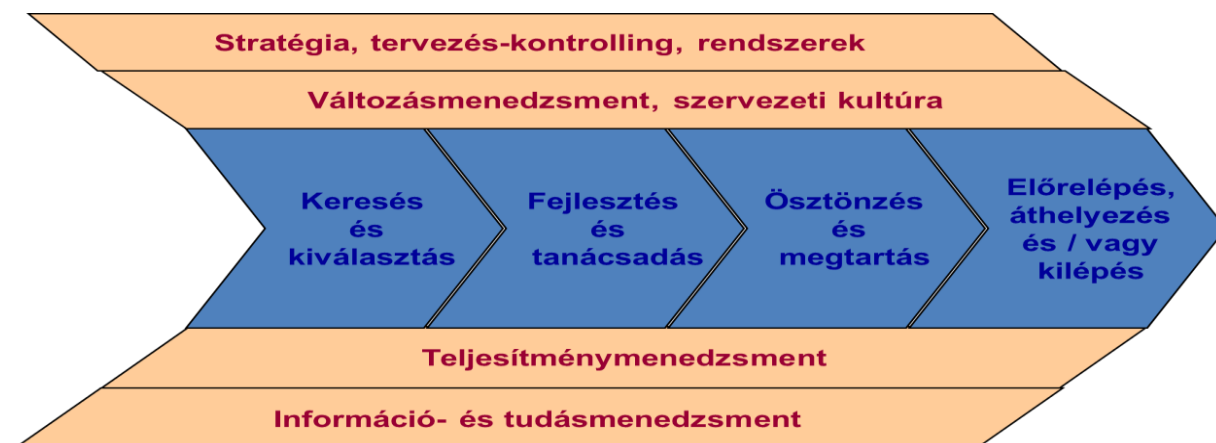 Stratégia, tervezés-kontrolling, rendszerek
Változásmenedzsment, szervezeti kultúra
Keresés
és
kiválasztás
Fejlesztés
és
tanácsadás
Ösztönzés
és
megtartás
Előrelépés,
áthelyezés
és / vagy
kilépés
Teljesítménymenedzsment
Információ- és tudásmenedzsment